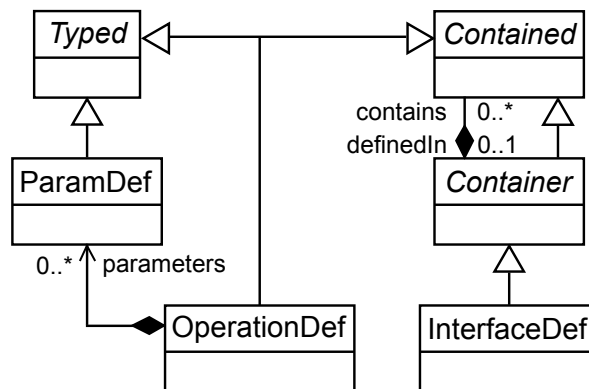 Typed
Contained
contains 0..*
definedIn 0..1
ParamDef
Container
0..* parameters
OperationDef
InterfaceDef